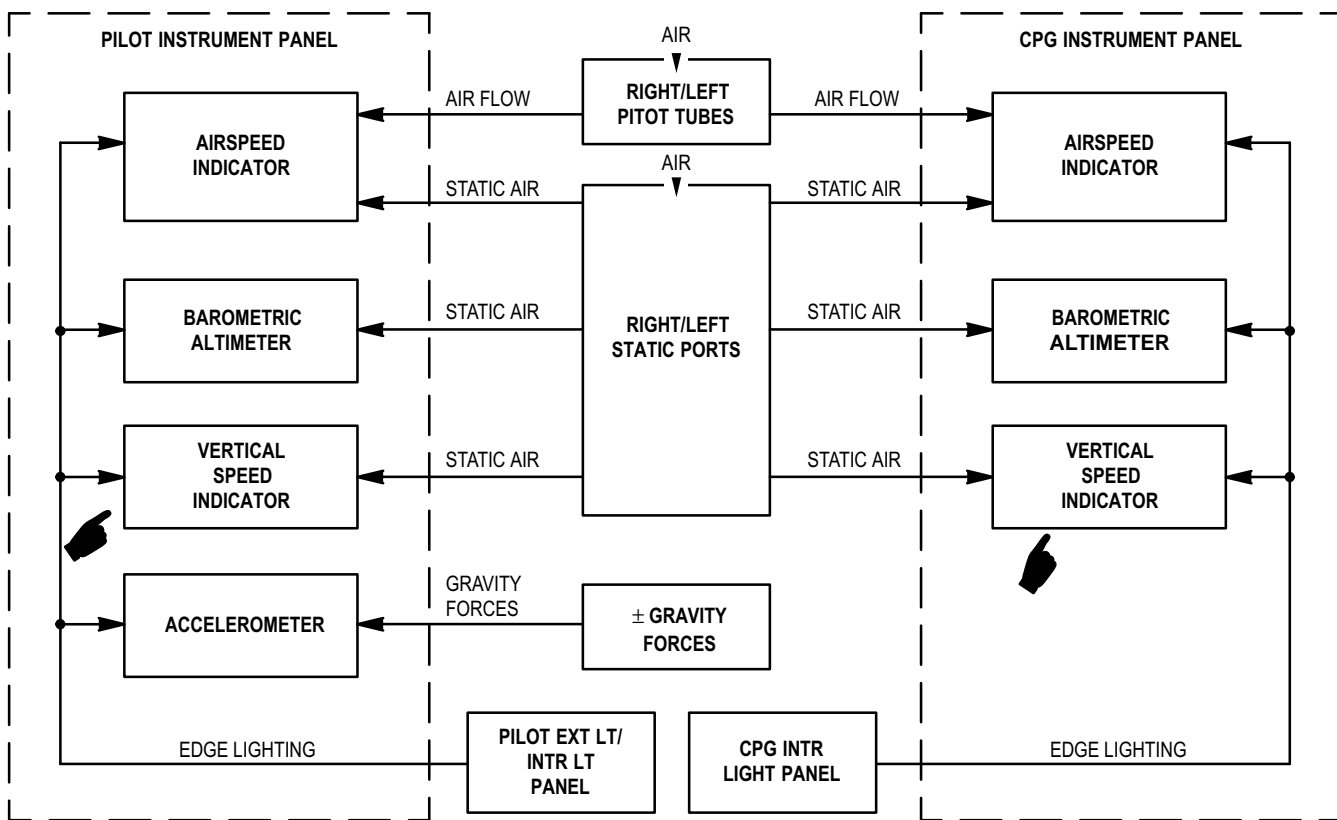 PILOT INSTRUMENT PANEL
AIR
CPG INSTRUMENT PANEL
AIR FLOW
RIGHT/LEFT
PITOT TUBES
AIR FLOW
AIRSPEED
INDICATOR
AIRSPEED
INDICATOR
AIR
STATIC AIR
STATIC AIR
BAROMETRIC
ALTIMETER
STATIC AIR
RIGHT/LEFT
STATIC PORTS
STATIC AIR
BAROMETRIC
ALTIMETER
VERTICAL
SPEED
INDICATOR
STATIC AIR
STATIC AIR
VERTICAL
SPEED
INDICATOR
ACCELEROMETER
GRAVITY
FORCES
± GRAVITY
FORCES
EDGE LIGHTING
PILOT EXT LT/
INTR LT
PANEL
CPG INTR
LIGHT PANEL
EDGE LIGHTING